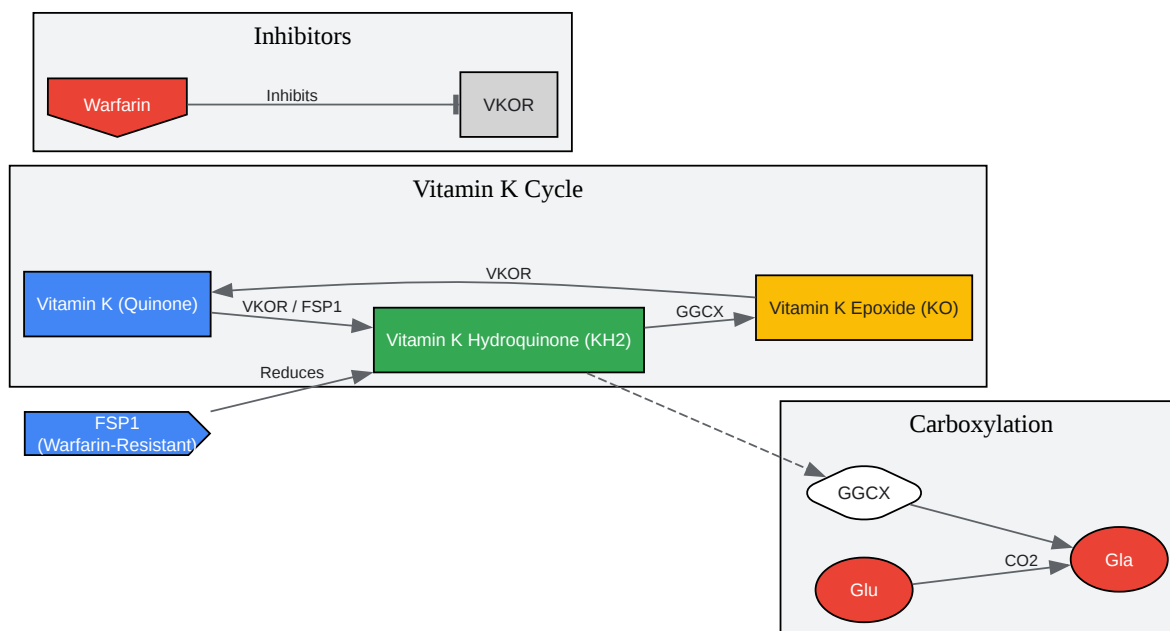 Inhibitors
Warfarin
Inhibits
VKOR
Vitamin K Cycle
VKOR
Vitamin K (Quinone)
VKOR / FSP1
Vitamin K Hydroquinone (KH2)
GGCX
Vitamin K Epoxide (KO)
Reduces
FSP1
(Warfarin-Resistant)
Carboxylation
GGCX
Glu
CO2
Gla